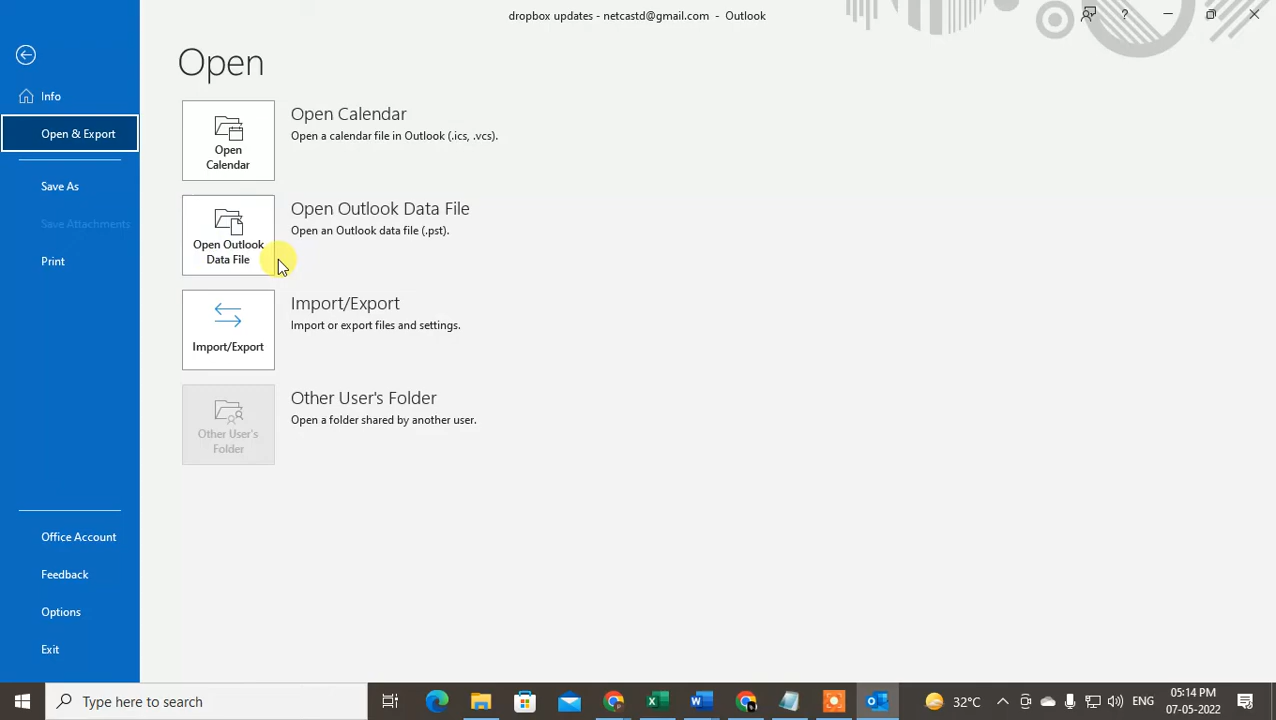 dropbox updates - netcastd@gmail.com - Outlook
?
Info
Open & Export
Save As
Save Attachments
Print
Office Account
Feedback
Options
Exit
Open
Open
Calendar
Open Calendar
Open a calendar file in Outlook (.ics, .vcs).
Open Outlook
Data File
Open Outlook Data File
Open an Outlook data file (.pst).
Import/Export
Import/Export
Import or export files and settings.
Other User's
Folder
Other User's Folder
Open a folder shared by another user.
Type here to search
32°C
ENG
05:14 PM
07-05-2022